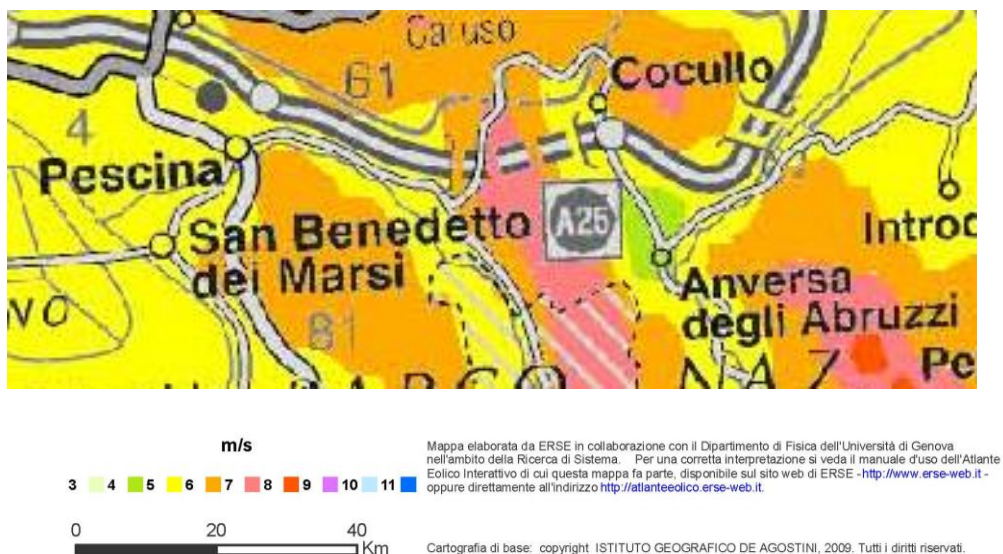 Caruso
61
Cocullo
4
Pescina
San Benedetto
dei Marsi
A25
Introd
Anversa
degli Abruzzi
81
NAZ
Pe
m/s
3 4 5 6 7 8 9 10 11
Mappa elaborata da ERSE in collaborazione con il Dipartimento di Fisica dell'Università di Genova
nell'ambito della Ricerca di Sistema. Per una corretta interpretazione si veda il manuale d'uso dell'Atlante
Eolico Interattivo di cui questa mappa fa parte, disponibile sul sito web di ERSE - http://www.erse-web.it -
oppure direttamente all'indirizzo http://atlanteeolico.erse-web.it.
0 20 40
Km
Cartografia di base: copyright ISTITUTO GEOGRAFICO DE AGOSTINI, 2009. Tutti i diritti riservati.